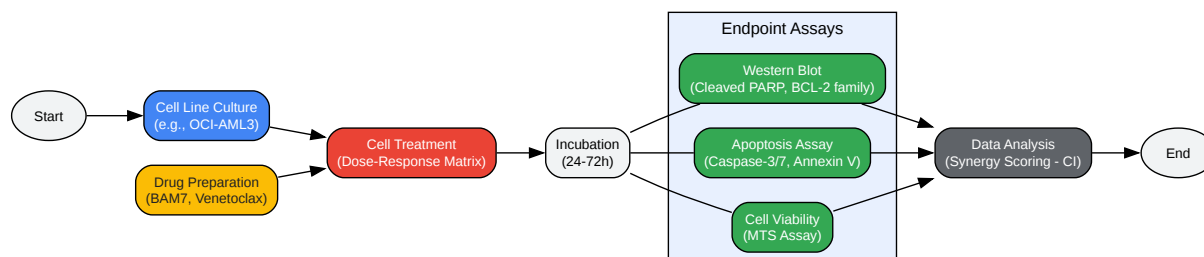 Start
Cell Line Culture
(e.g., OCI-AML3)
Drug Preparation
(BAM7, Venetoclax)
Cell Treatment
(Dose-Response Matrix)
Incubation
(24-72h)
Endpoint Assays
Western Blot
(Cleaved PARP, BCL-2 family)
Apoptosis Assay
(Caspase-3/7, Annexin V)
Cell Viability
(MTS Assay)
Data Analysis
(Synergy Scoring - CI)
End